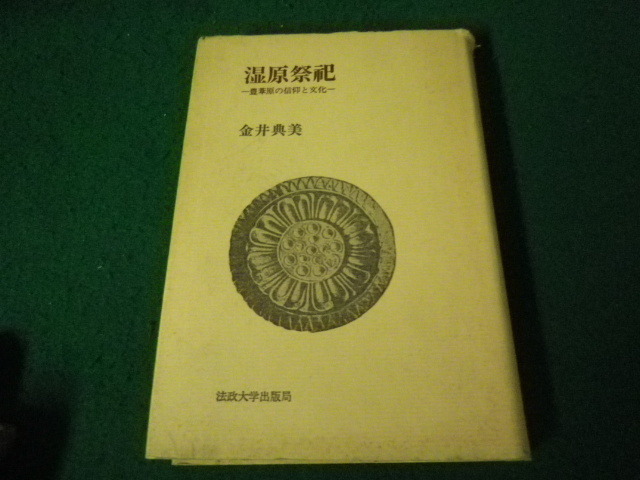 湿原祭祀
—豊葦原の信仰と文化—
金井典美
法政大学出版局